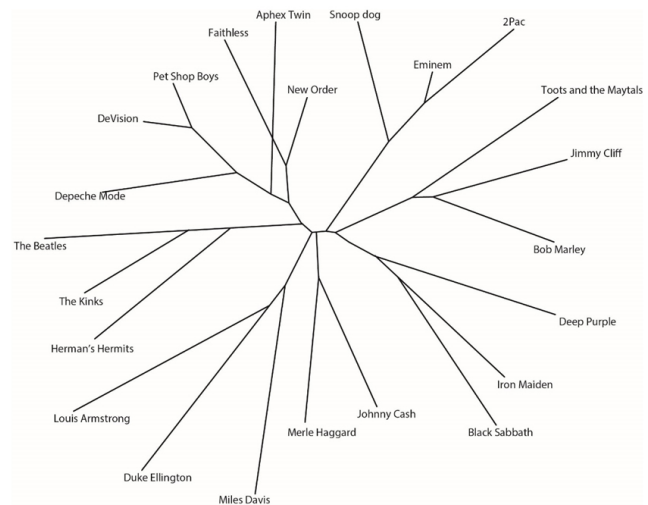 Aphex Twin
Snoop dog
2Pac
Faithless
Eminem
Pet Shop Boys
New Order
Toots and the Maytals
DeVision
Jimmy Cliff
Depeche Mode
The Beatles
Bob Marley
The Kinks
Deep Purple
Herman's Hermits
Iron Maiden
Louis Armstrong
Johnny Cash
Merle Haggard
Black Sabbath
Duke Ellington
Miles Davis